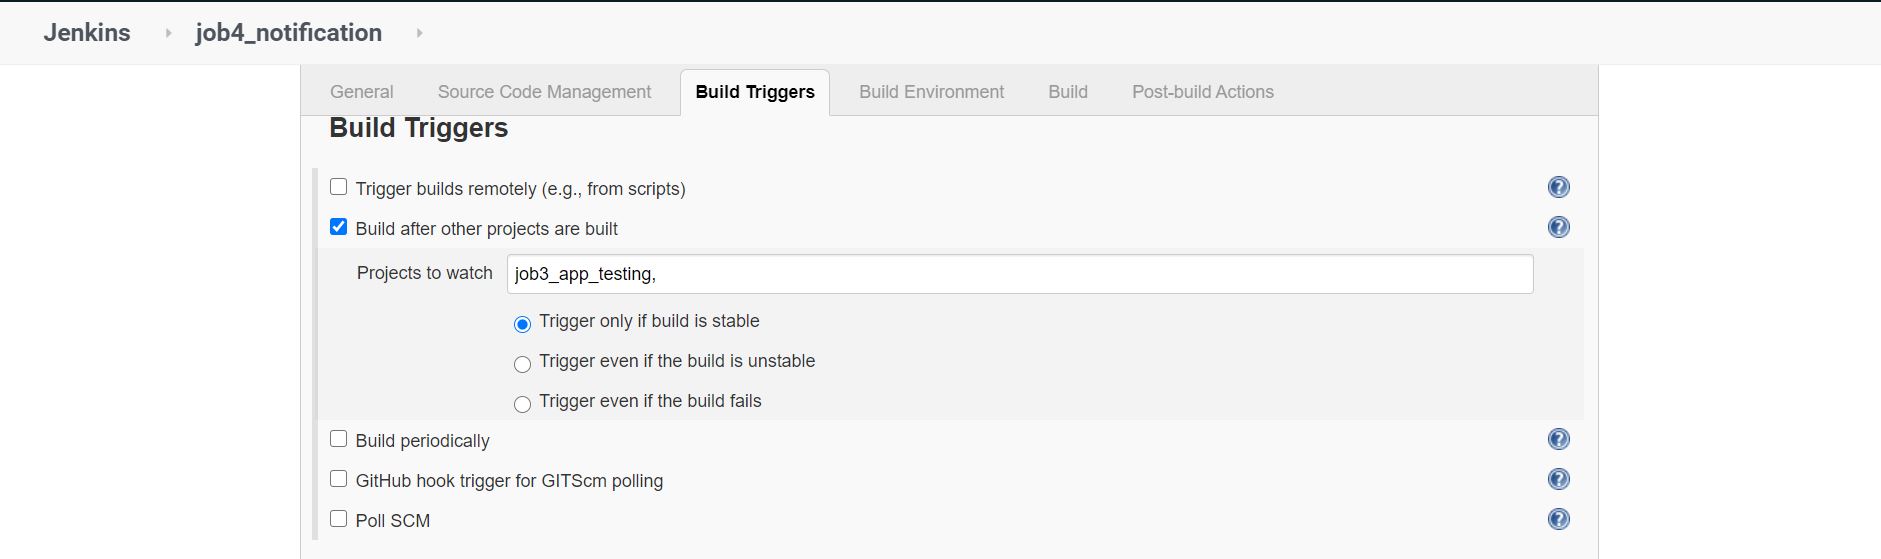 Jenkins job4_notification
General Source Code Management Build Triggers Build Environment Build Post-build Actions
Build Triggers
Trigger builds remotely (e.g., from scripts) ?
Build after other projects are built ?
Projects to watch job3_app_testing,
Trigger only if build is stable
Trigger even if the build is unstable
Trigger even if the build fails
Build periodically ?
GitHub hook trigger for GITScm polling ?
Poll SCM ?